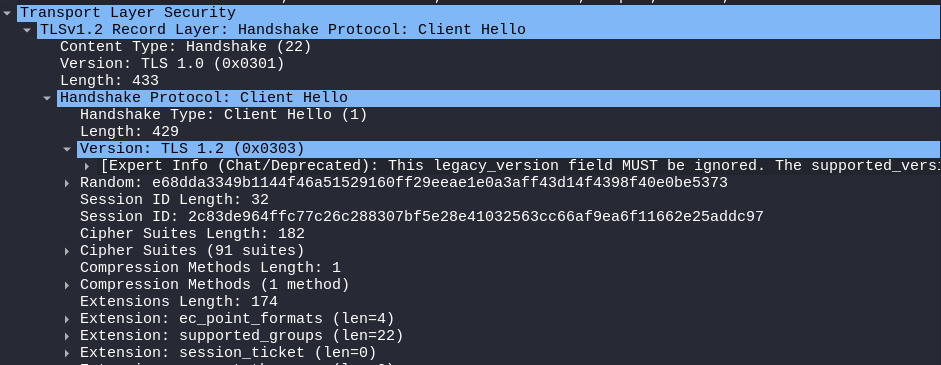 Transport Layer Security
TLSv1.2 Record Layer: Handshake Protocol: Client Hello
Content Type: Handshake (22)
Version: TLS 1.0 (0x0301)
Length: 433
Handshake Protocol: Client Hello
Handshake Type: Client Hello (1)
Length: 429
Version: TLS 1.2 (0x0303)
[Expert Info (Chat/Deprecated): This legacy_version field MUST be ignored. The supported_versi
Random: e68dda3349b1144f46a51529160ff29eeae1e0a3aff43d14f4398f40e0be5373
Session ID Length: 32
Session ID: 2c83de964ffc77c26c288307bf5e28e41032563cc66af9ea6f11662e25addc97
Cipher Suites Length: 182
Cipher Suites (91 suites)
Compression Methods Length: 1
Compression Methods (1 method)
Extensions Length: 174
Extension: ec_point_formats (len=4)
Extension: supported_groups (len=22)
Extension: session_ticket (len=0)